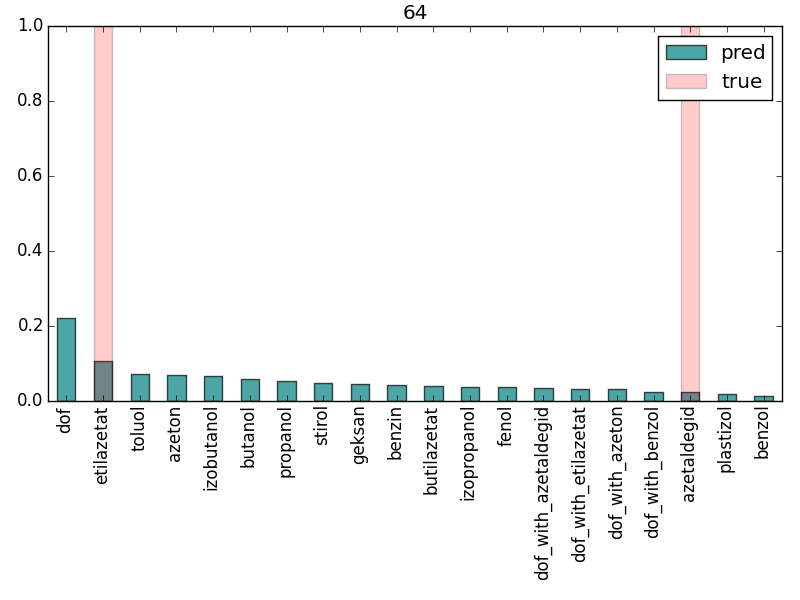 64
1.0
0.8
0.6
0.4
0.2
0.0
pred
true
dof
etilazetat
toluol
azeton
izobutanol
butanol
propanol
stirol
geksan
benzin
butilazetat
izopropanol
fenol
dof_with_azetaldegid
dof_with_etilazetat
dof_with_azeton
dof_with_benzol
azetaldegid
plastizol
benzol